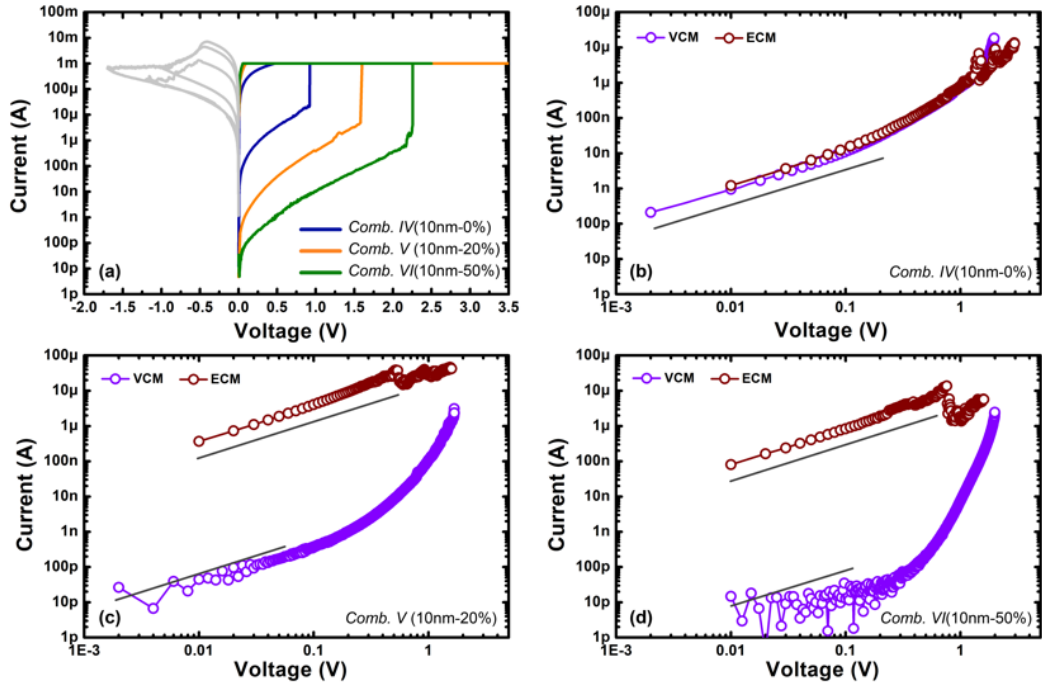 100m
10m
1m
100µ
10µ
1µ
100n
10n
1n
100p
10p
1p
Current (A)
Comb. IV(10nm-0%)
Comb. V (10nm-20%)
Comb. VI(10nm-50%)
(a)
-2.0 -1.5 -1.0 -0.5 0.0 0.5 1.0 1.5 2.0 2.5 3.0 3.5
Voltage (V)
100µ
10µ
1µ
100n
10n
1n
100p
10p
1p
Current (A)
VCM ECM
(b)
Comb. IV(10nm-0%)
1E-3 0.01 0.1 1
Voltage (V)
100µ
10µ
1µ
100n
10n
1n
100p
10p
1p
Current (A)
VCM ECM
(c)
Comb. V (10nm-20%)
1E-3 0.01 0.1 1
Voltage (V)
100µ
10µ
1µ
100n
10n
1n
100p
10p
1p
Current (A)
VCM ECM
(d)
Comb. VI(10nm-50%)
1E-3 0.01 0.1 1
Voltage (V)